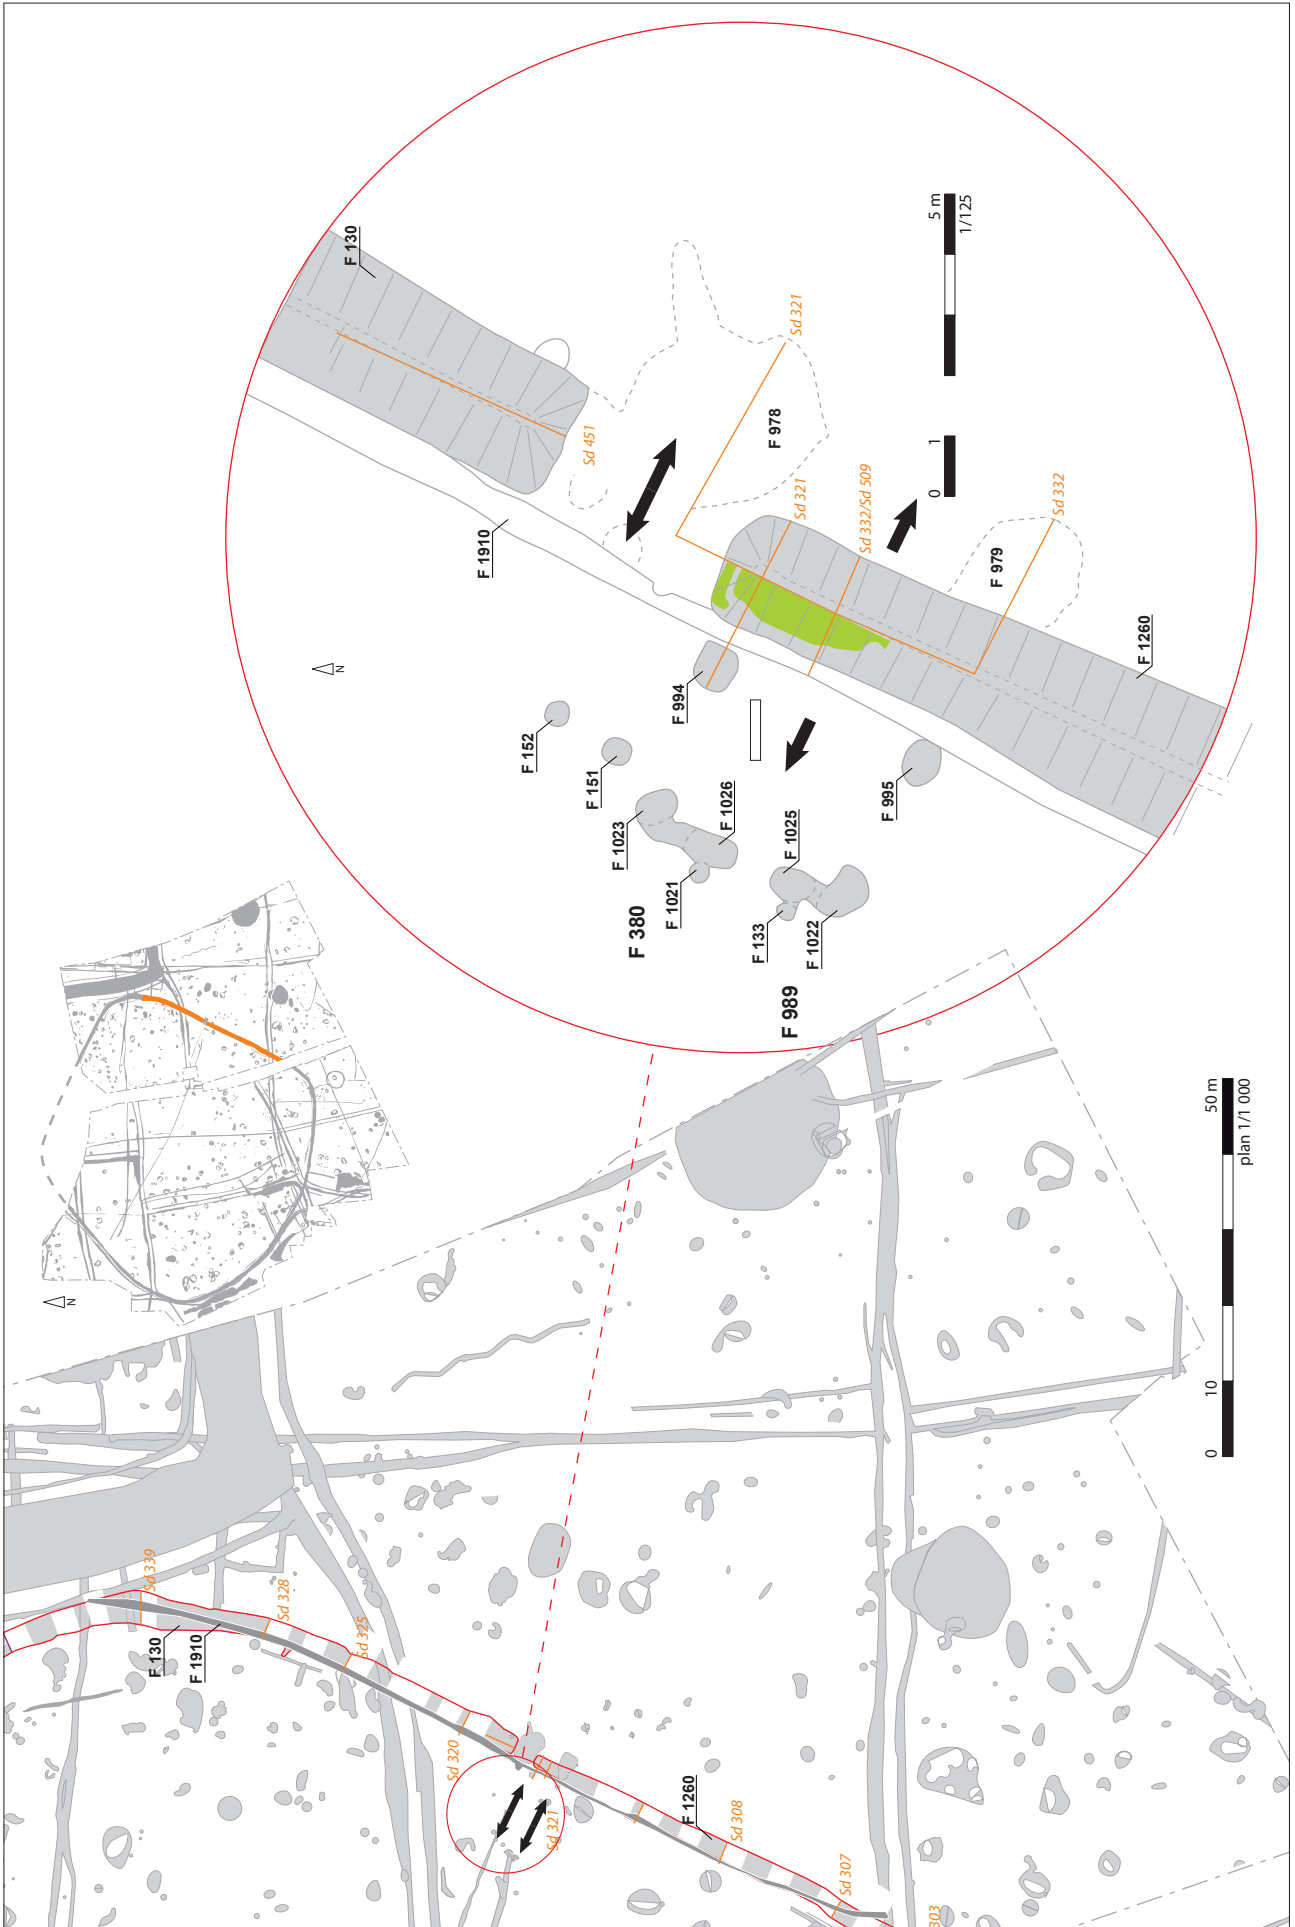 F 130
5 m
1/125
Sd 321
Sd 451
F 978
1
0
Sd 321
Sd 332/Sd 509
Sd 332
F 1910
F 979
N
F 994
F 1260
F 152
F 151
F 1026
F 995
F 1023
F 1025
F 1021
F 380
F 133
F 1022
F 989
N
50 m
plan 1/1 000
10
0
Sd 339
Sd 328
Sd 325
F 130
F 1910
Sd 320
F 1260
Sd 321
Sd 308
Sd 307
303